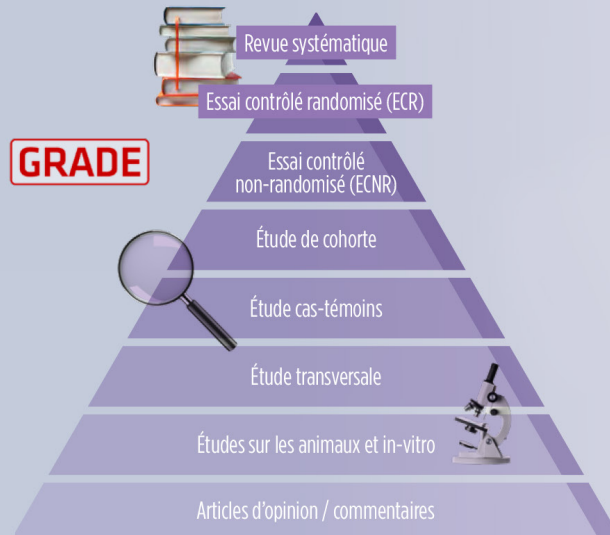 Revue systématique
Essai contrôlé randomisé (ECR)
GRADE
Essai contrôlé
non-randomisé (ECNR)
Étude de cohorte
Étude cas-témoins
Étude transversale
Études sur les animaux et in-vitro
Articles d'opinion / commentaires